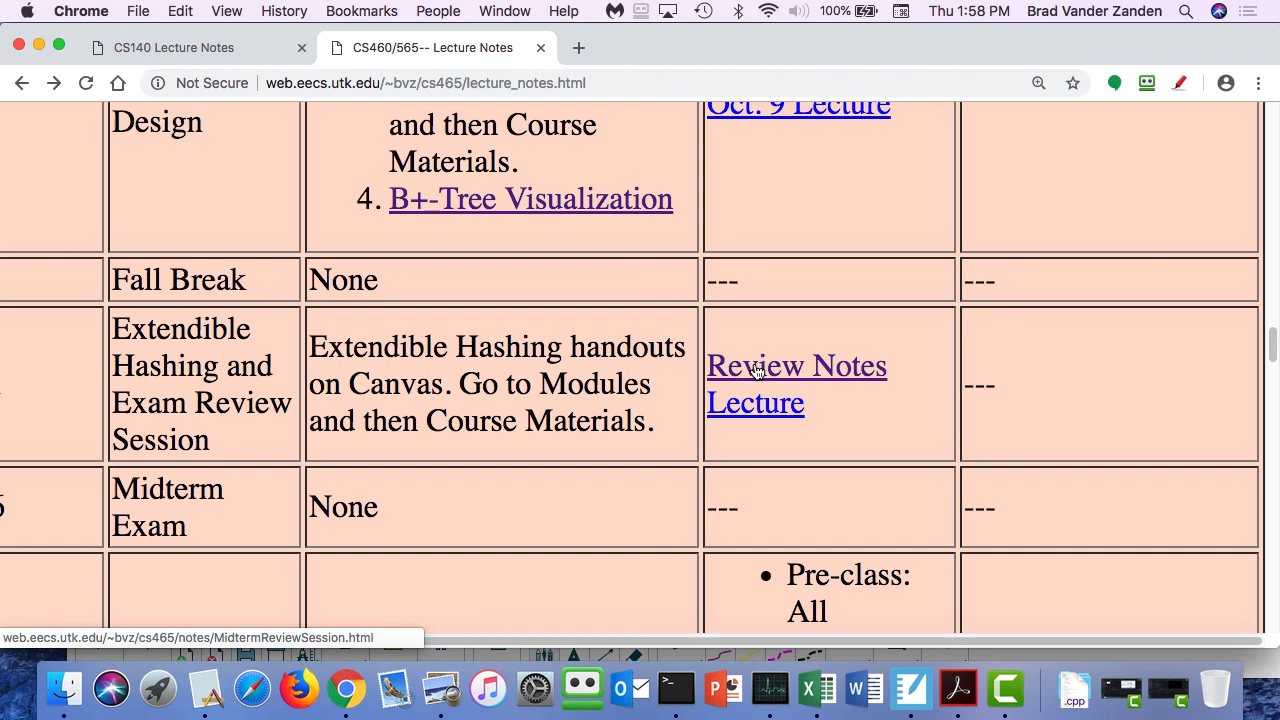 Chrome File Edit View History Bookmarks People Window Help 100% Thu 1:58 PM Brad Vander Zanden
CS140 Lecture Notes
CS460/565-- Lecture Notes
Not Secure web.eecs.utk.edu/~bvz/cs465/lecture_notes.html
Design
and then Course
Materials.
4. B+-Tree Visualization
Oct. 9 Lecture
Fall Break
None
---
---
Extendible
Hashing and
Exam Review
Session
Extendible Hashing handouts
on Canvas. Go to Modules
and then Course Materials.
Review Notes
Lecture
---
Midterm
Exam
None
---
---
• Pre-class:
All
web.eecs.utk.edu/~bvz/cs465/notes/MidtermReviewSession.html
.cpp